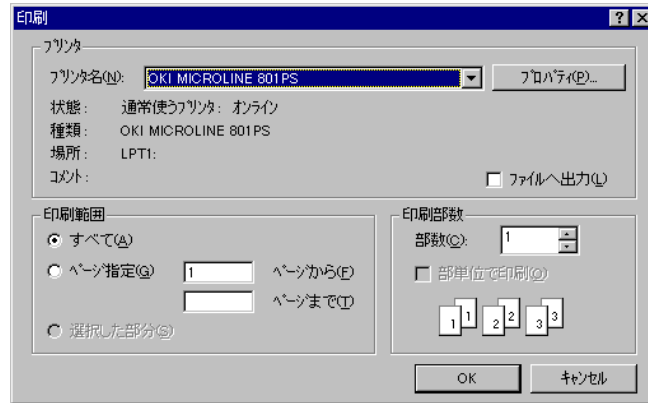 印刷
プリンタ
プリンタ名(N): OKI MICROLINE 801PS プロパティ(P)...
状態: 通常使うプリンタ: オンライン
種類: OKI MICROLINE 801PS
場所: LPT1:
コメント: ファイルへ出力(L)
印刷範囲
すべて(A)
ページ指定(G) 1 ページから(F)
ページまで(T)
選択した部分(S)
印刷部数
部数(C): 1
部単位で印刷(O)
1 1 2 2 3 3
OK キャンセル